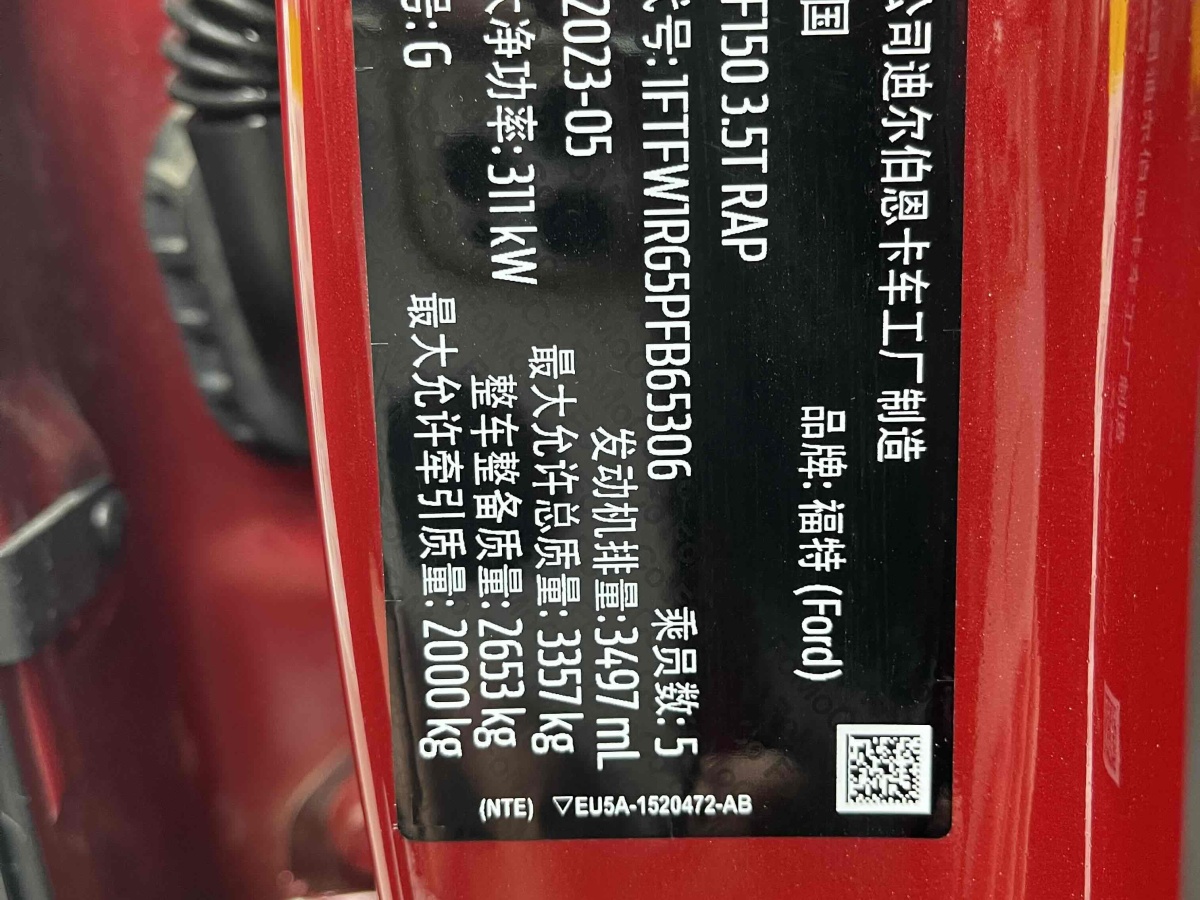 公司迪尔伯恩卡车工厂制造
国 品牌: 福特 (Ford)
F150 3.5T RAP
代号: 1FTFW1RG5PFB65306 乘员数: 5
2023-05 发动机排量: 3497 mL
大净功率: 311 kW 最大允许总质量: 3357 kg
整车整备质量: 2653 kg
号: G 最大允许牵引质量: 2000 kg
(NTE) ▽EU5A-1520472-AB